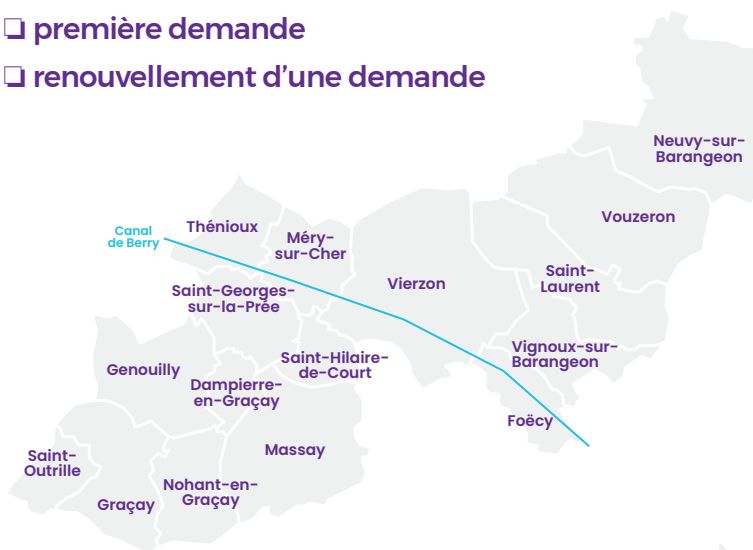 ❏ première demande
❏ renouvellement d'une demande
Neuvy-sur-
Barangeon
Vouzeron
Canal
de Berry
Thénioux
Méry-
sur-Cher
Vierzon
Saint-
Laurent
Saint-Georges-
sur-la-Prée
Vignoux-sur-
Barangeon
Saint-Hilaire-
de-Court
Genouilly
Dampierre-
en-Graçay
Foëcy
Massay
Saint-
Outrille
Nohant-en-
Graçay
Graçay